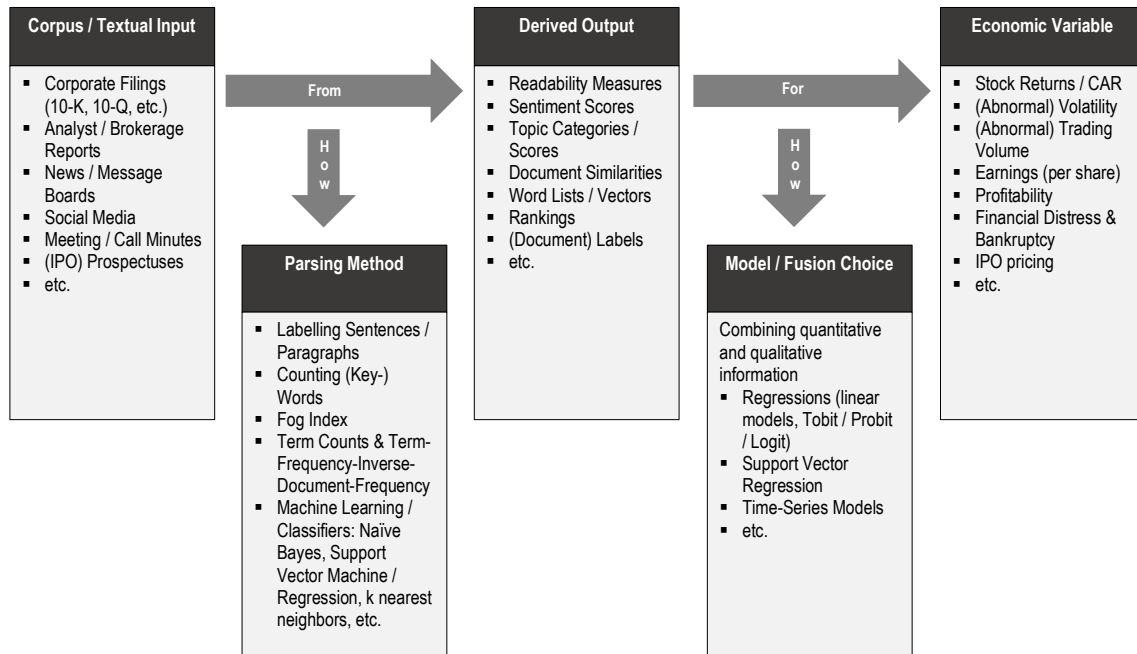 Corpus / Textual Input
▪ Corporate Filings
(10-K, 10-Q, etc.)
▪ Analyst / Brokerage
Reports
▪ News / Message
Boards
▪ Social Media
▪ Meeting / Call Minutes
▪ (IPO) Prospectuses
▪ etc.
From
H
o
w
Parsing Method
▪ Labelling Sentences /
Paragraphs
▪ Counting (Key-)
Words
▪ Fog Index
▪ Term Counts & Term-
Frequency-Inverse-
Document-Frequency
▪ Machine Learning /
Classifiers: Naïve
Bayes, Support
Vector Machine /
Regression, k nearest
neighbors, etc.
Derived Output
▪ Readability Measures
▪ Sentiment Scores
▪ Topic Categories /
Scores
▪ Document Similarities
▪ Word Lists / Vectors
▪ Rankings
▪ (Document) Labels
▪ etc.
For
H
o
w
Model / Fusion Choice
Combining quantitative
and qualitative
information
▪ Regressions (linear
models, Tobit / Probit
/ Logit)
▪ Support Vector
Regression
▪ Time-Series Models
▪ etc.
Economic Variable
▪ Stock Returns / CAR
▪ (Abnormal) Volatility
▪ (Abnormal) Trading
Volume
▪ Earnings (per share)
▪ Profitability
▪ Financial Distress &
Bankruptcy
▪ IPO pricing
▪ etc.